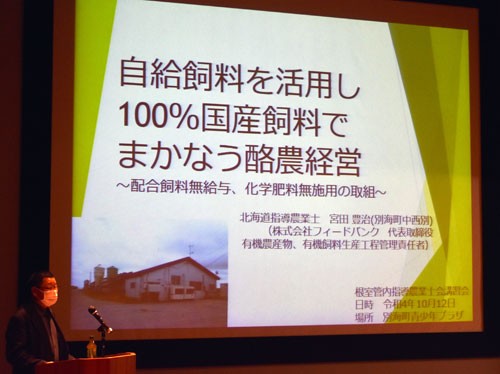 自給飼料を活用し
100%国産飼料で
まかなう酪農経営
～配合飼料無給与、化学肥料無施用の取組～
北海道指導農業士　宮田 豊治(別海町中西別)
（株式会社フィードバンク　代表取締役
有機農産物、有機飼料生産工程管理責任者）
根室管内指導農業士会講習会
日時　令和4年10月12日
場所　別海町青少年プラザ